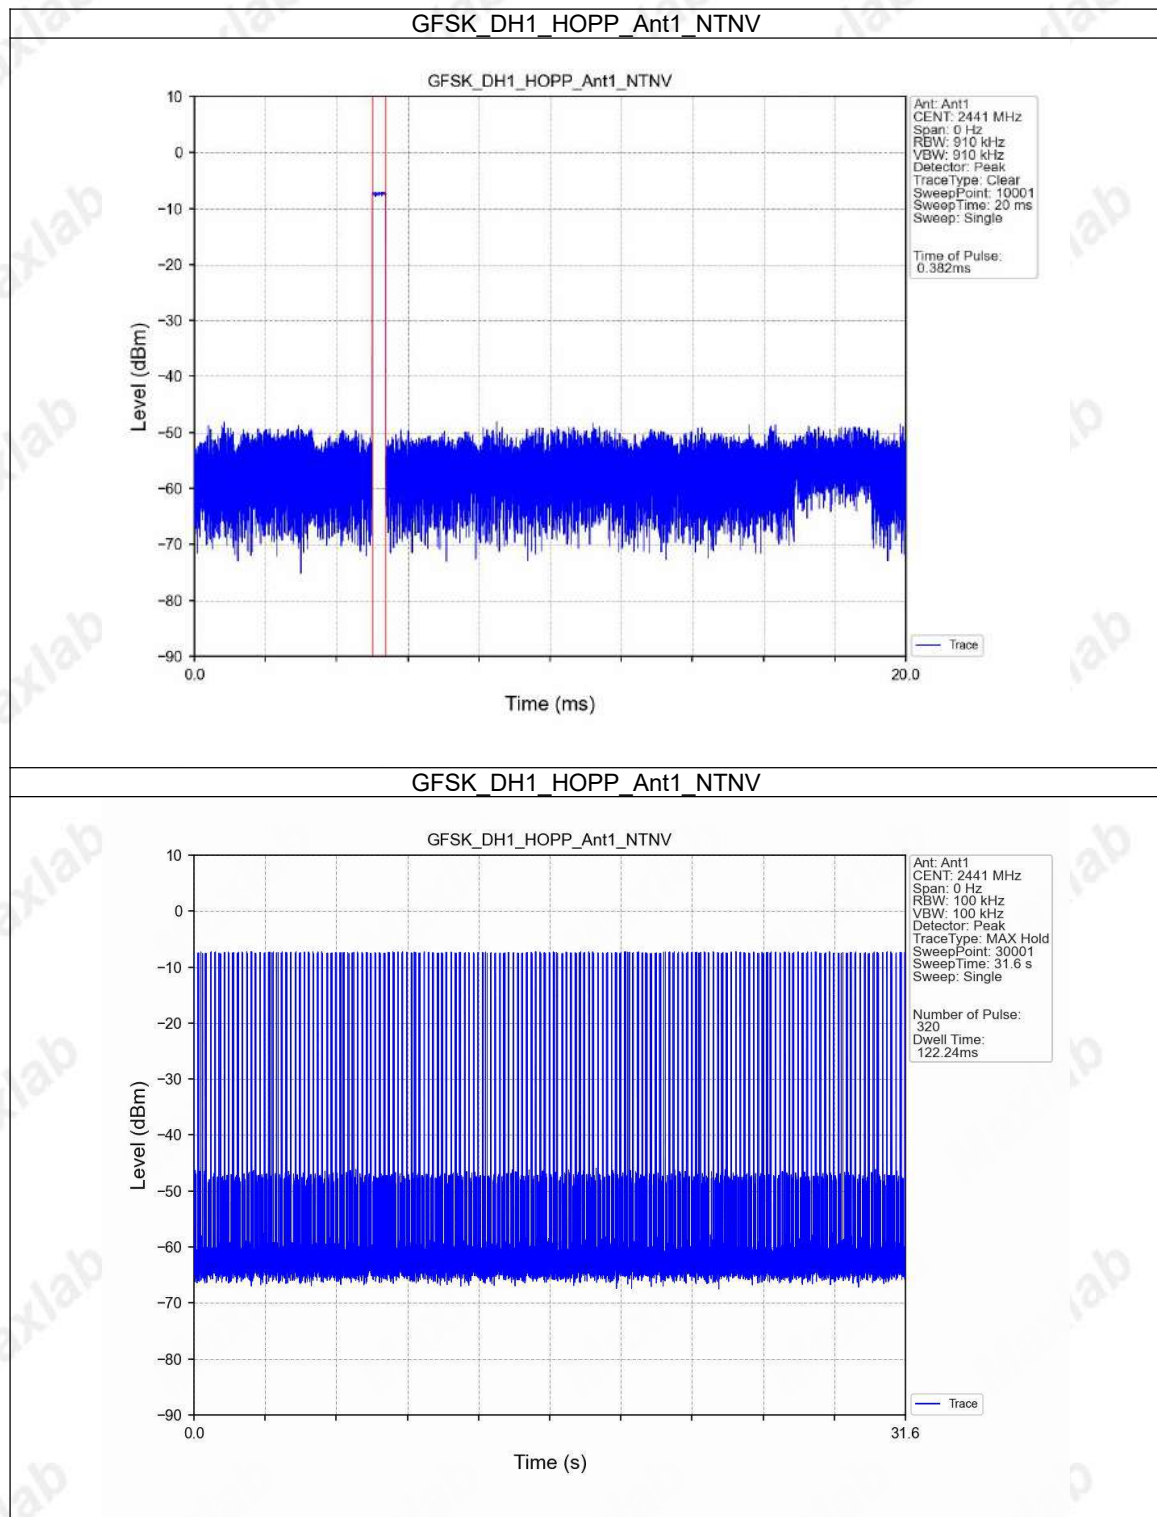 GFSK_DH1_HOPP_Ant1_NTNV
GFSK_DH1_HOPP_Ant1_NTNV
10
0
−10
−20
−30
−40
−50
−60
−70
−80
−90
Level (dBm)
0.0
20.0
Time (ms)
Ant: Ant1
CENT: 2441 MHz
Span: 0 Hz
RBW: 910 kHz
VBW: 910 kHz
Detector: Peak
TraceType: Clear
SweepPoint: 10001
SweepTime: 20 ms
Sweep: Single
Time of Pulse:
0.382ms
Trace
GFSK_DH1_HOPP_Ant1_NTNV
GFSK_DH1_HOPP_Ant1_NTNV
10
0
−10
−20
−30
−40
−50
−60
−70
−80
−90
Level (dBm)
0.0
31.6
Time (s)
Ant: Ant1
CENT: 2441 MHz
Span: 0 Hz
RBW: 100 kHz
VBW: 100 kHz
Detector: Peak
TraceType: MAX Hold
SweepPoint: 30001
SweepTime: 31.6 s
Sweep: Single
Number of Pulse:
320
Dwell Time:
122.24ms
Trace